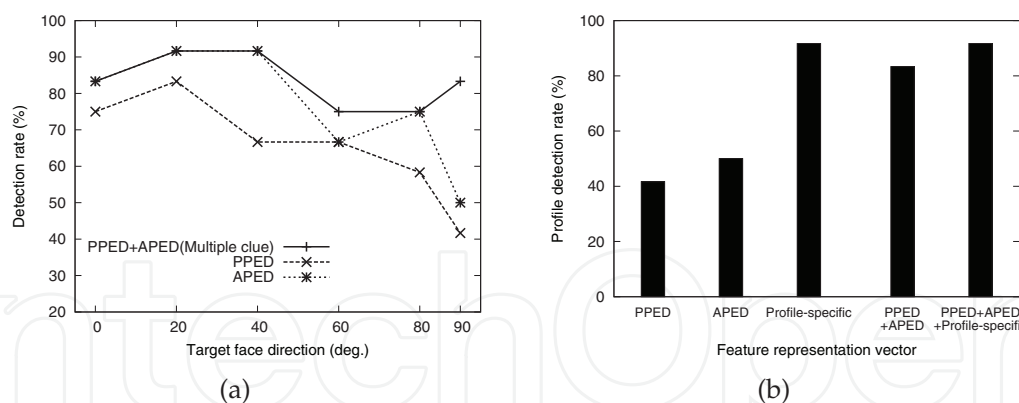 100
90
80
70
60
50
40
30
20
Detection rate (%)
PPED+APED(Multiple clue)
PPED
APED
0 20 40 60 80 90
Target face direction (deg.)
(a)
100
80
60
40
20
0
Profile detection rate (%)
PPED APED Profile-specific PPED PPED+APED
+APED +Profile-specific
Feature representation vector
(b)